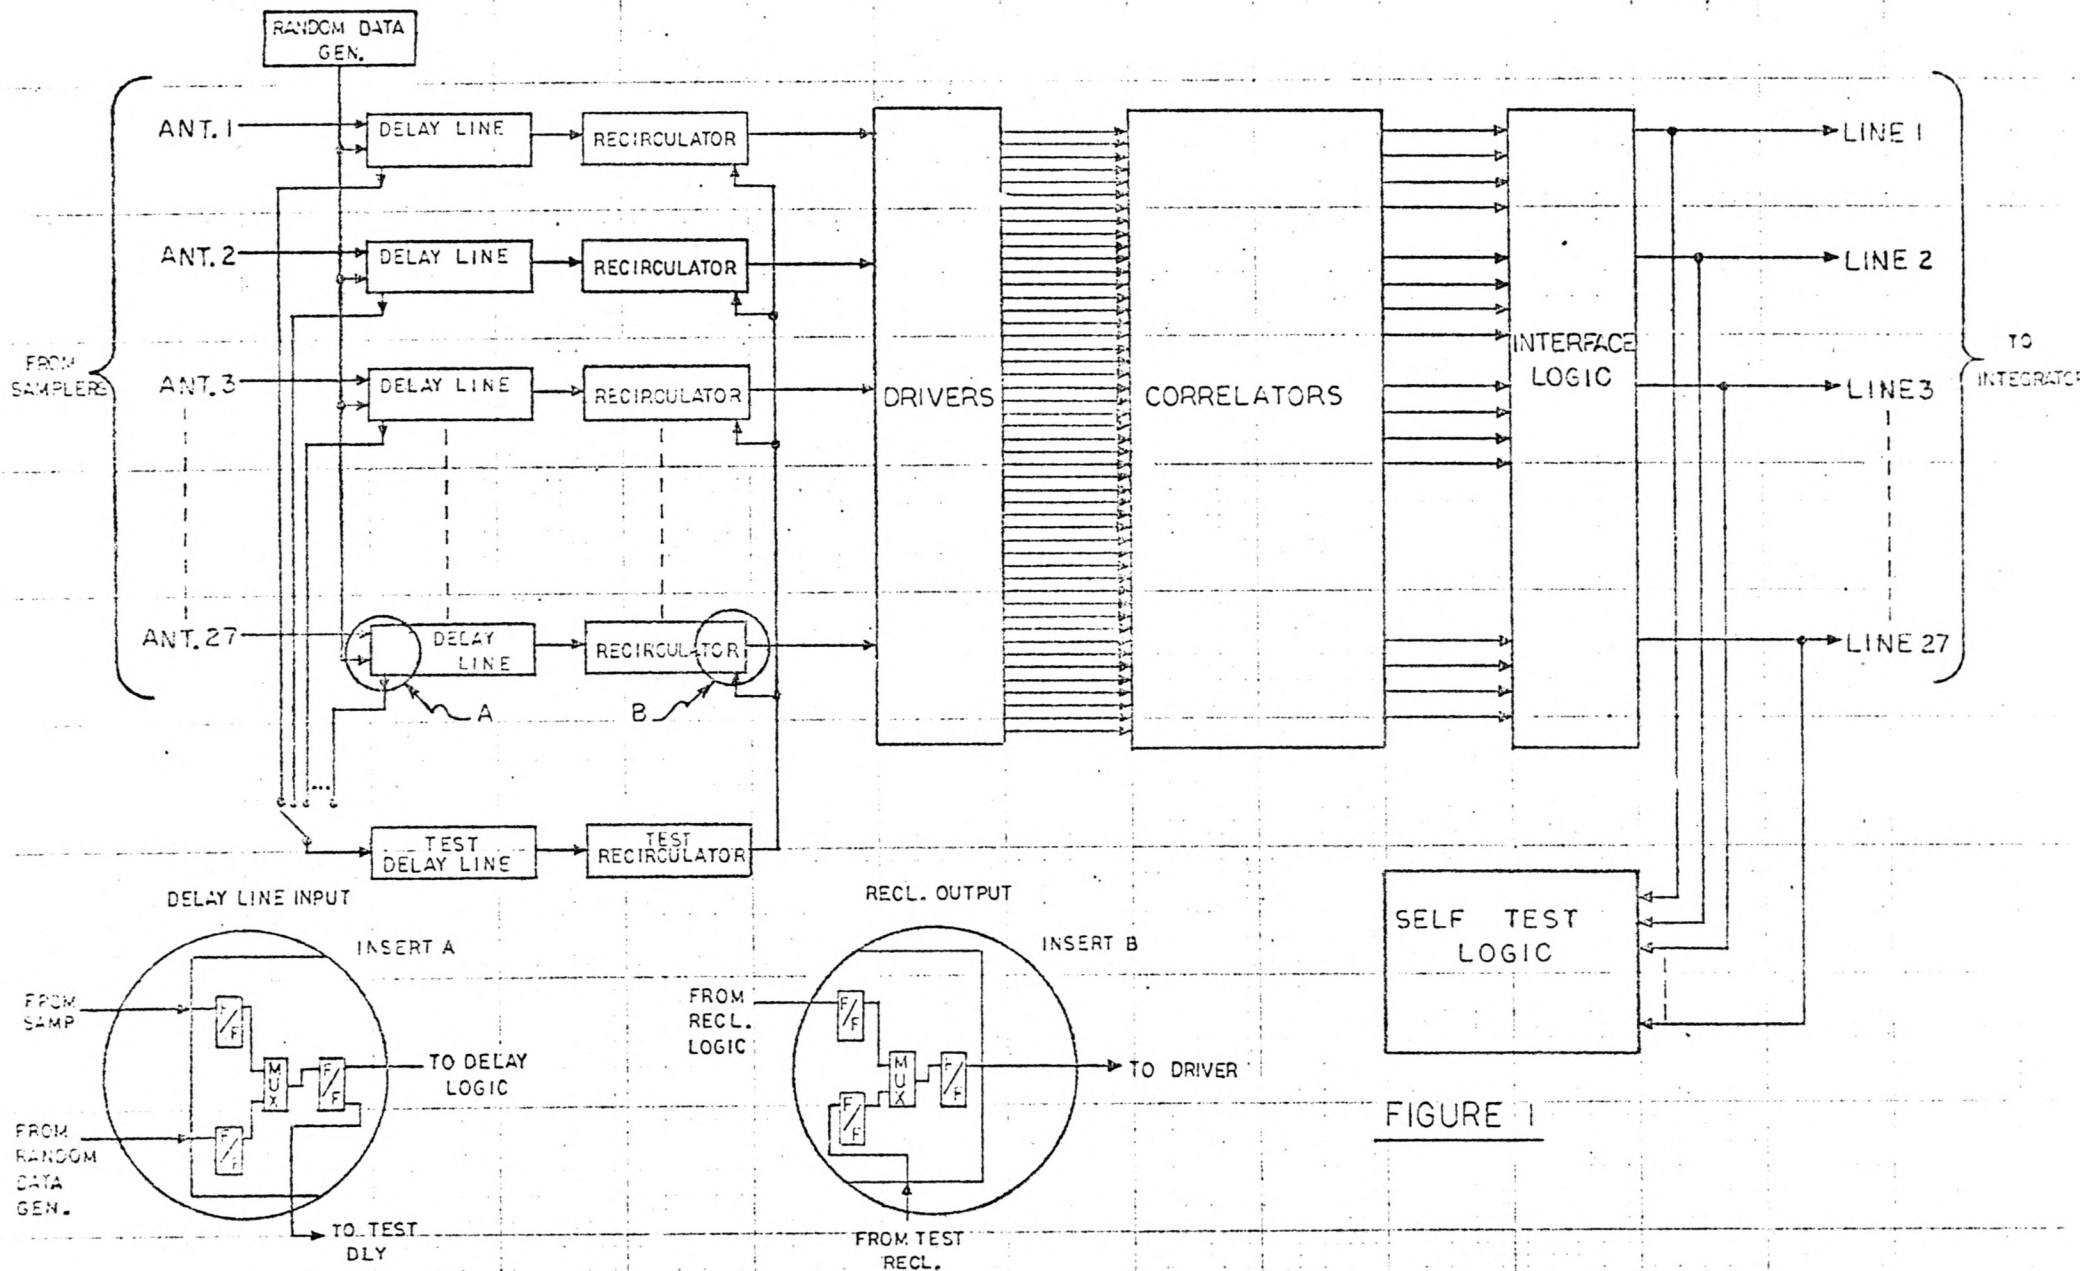 RANDOM DATA
GEN.
FROM
SAMPLERS
ANT. 1
DELAY LINE
RECIRCULATOR
ANT. 2
DELAY LINE
RECIRCULATOR
ANT. 3
DELAY LINE
RECIRCULATOR
ANT. 27
DELAY
LINE
RECIRCULATOR
A
B
DRIVERS
CORRELATORS
INTERFACE
LOGIC
LINE 1
LINE 2
LINE 3
LINE 27
TO
INTEGRATOR
...
TEST
DELAY LINE
TEST
RECIRCULATOR
SELF TEST
LOGIC
DELAY LINE INPUT
INSERT A
FROM
SAMP
F/F
MUX
F/F
F/F
TO DELAY
LOGIC
FROM
RANDOM
DATA
GEN.
TO TEST
DLY
RECL. OUTPUT
INSERT B
FROM
RECL.
LOGIC
F/F
MUX
F/F
F/F
TO DRIVER
FROM TEST
RECL.
FIGURE 1